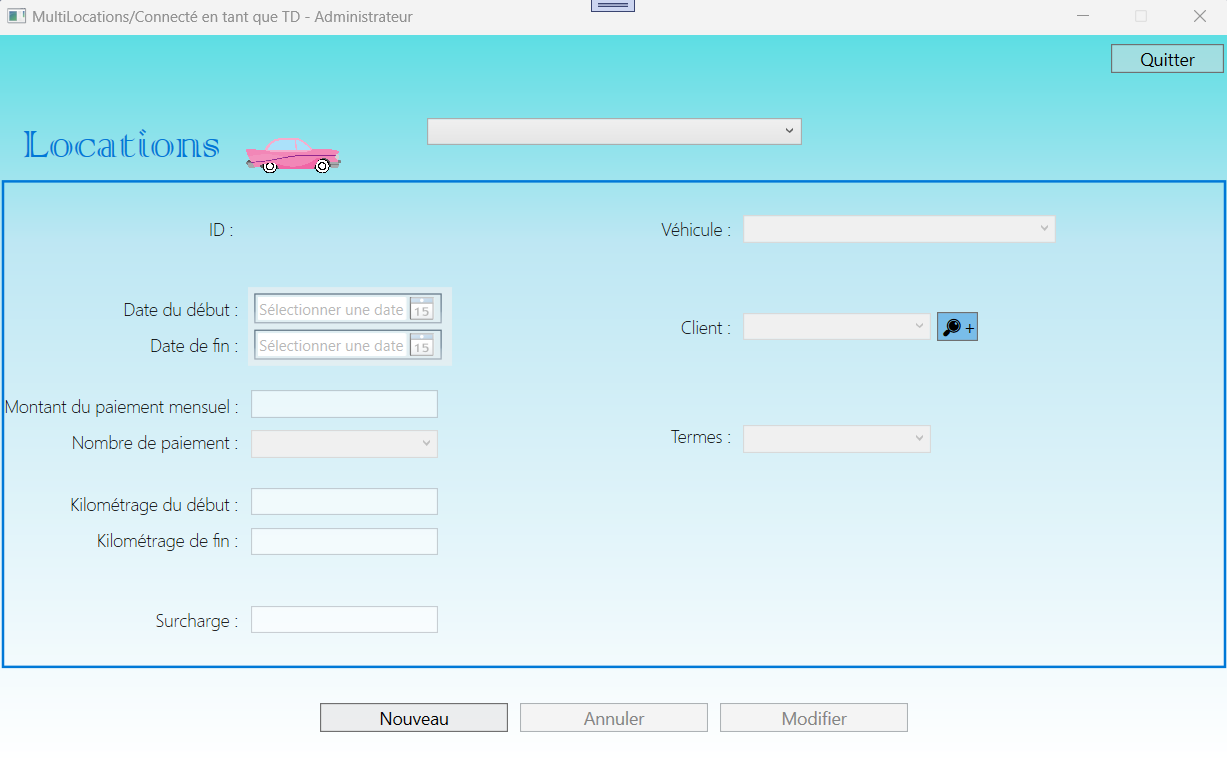 MultiLocations/Connecté en tant que TD - Administrateur
Quitter
Locations
ID :
Véhicule :
Date du début :
Sélectionner une date
15
Date de fin :
Sélectionner une date
15
Client :
+
Montant du paiement mensuel :
Nombre de paiement :
Termes :
Kilométrage du début :
Kilométrage de fin :
Surcharge :
Nouveau
Annuler
Modifier